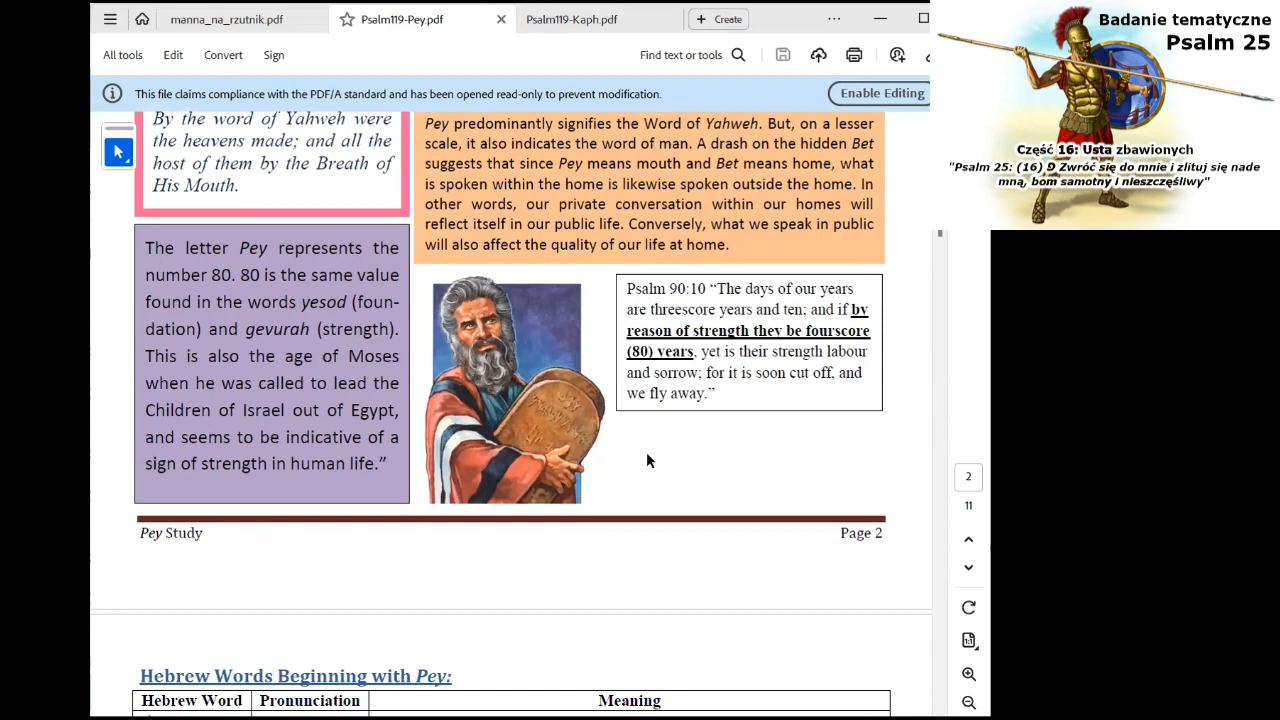 manna_na_rzutnik.pdf
Psalm119-Pey.pdf
Psalm119-Kaph.pdf
Create
All tools
Edit
Convert
Sign
Find text or tools
This file claims compliance with the PDF/A standard and has been opened read-only to prevent modification.
Enable Editing
By the word of Yahweh were
the heavens made; and all the
host of them by the Breath of
His Mouth.
Pey predominantly signifies the Word of Yahweh. But, on a lesser
scale, it also indicates the word of man. A drash on the hidden Bet
suggests that since Pey means mouth and Bet means home, what
is spoken within the home is likewise spoken outside the home. In
other words, our private conversation within our homes will
reflect itself in our public life. Conversely, what we speak in public
will also affect the quality of our life at home.
The letter Pey represents the
number 80. 80 is the same value
found in the words yesod (foun-
dation) and gevurah (strength).
This is also the age of Moses
when he was called to lead the
Children of Israel out of Egypt,
and seems to be indicative of a
sign of strength in human life.”
Psalm 90:10 “The days of our years
are threescore years and ten; and if by
reason of strength they be fourscore
(80) years, yet is their strength labour
and sorrow; for it is soon cut off, and
we fly away.”
Pey Study
Page 2
Hebrew Words Beginning with Pey:
Hebrew Word
Pronunciation
Meaning
2
11
Badanie tematyczne
Psalm 25
Część 16: Usta zbawionych
"Psalm 25: (16) Đ Zwróć się do mnie i zlituj się nade
mną, bom samotny i nieszczęśliwy"